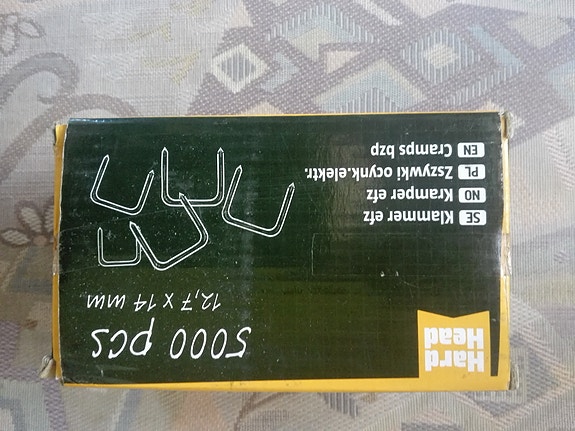 Hard
Head
5000 pcs
12,7 x 14 mm
SE Klammer efz
NO Kramper efz
PL Zszywki ocynk.elektr.
EN Cramps bzp